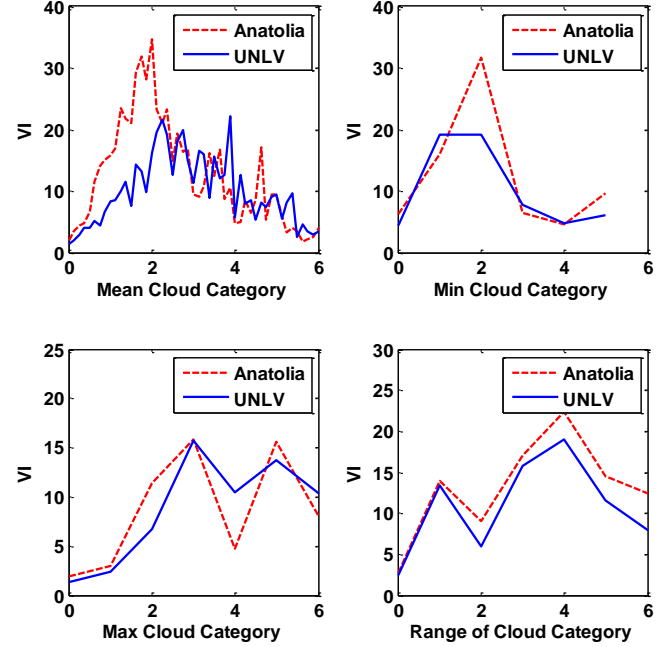 40
30
20
10
0
VI
0 2 4 6
Mean Cloud Category
Anatolia
UNLV
40
30
20
10
0
VI
0 2 4 6
Min Cloud Category
Anatolia
UNLV
25
20
15
10
5
0
VI
0 2 4 6
Max Cloud Category
Anatolia
UNLV
30
25
20
15
10
5
0
VI
0 2 4 6
Range of Cloud Category
Anatolia
UNLV